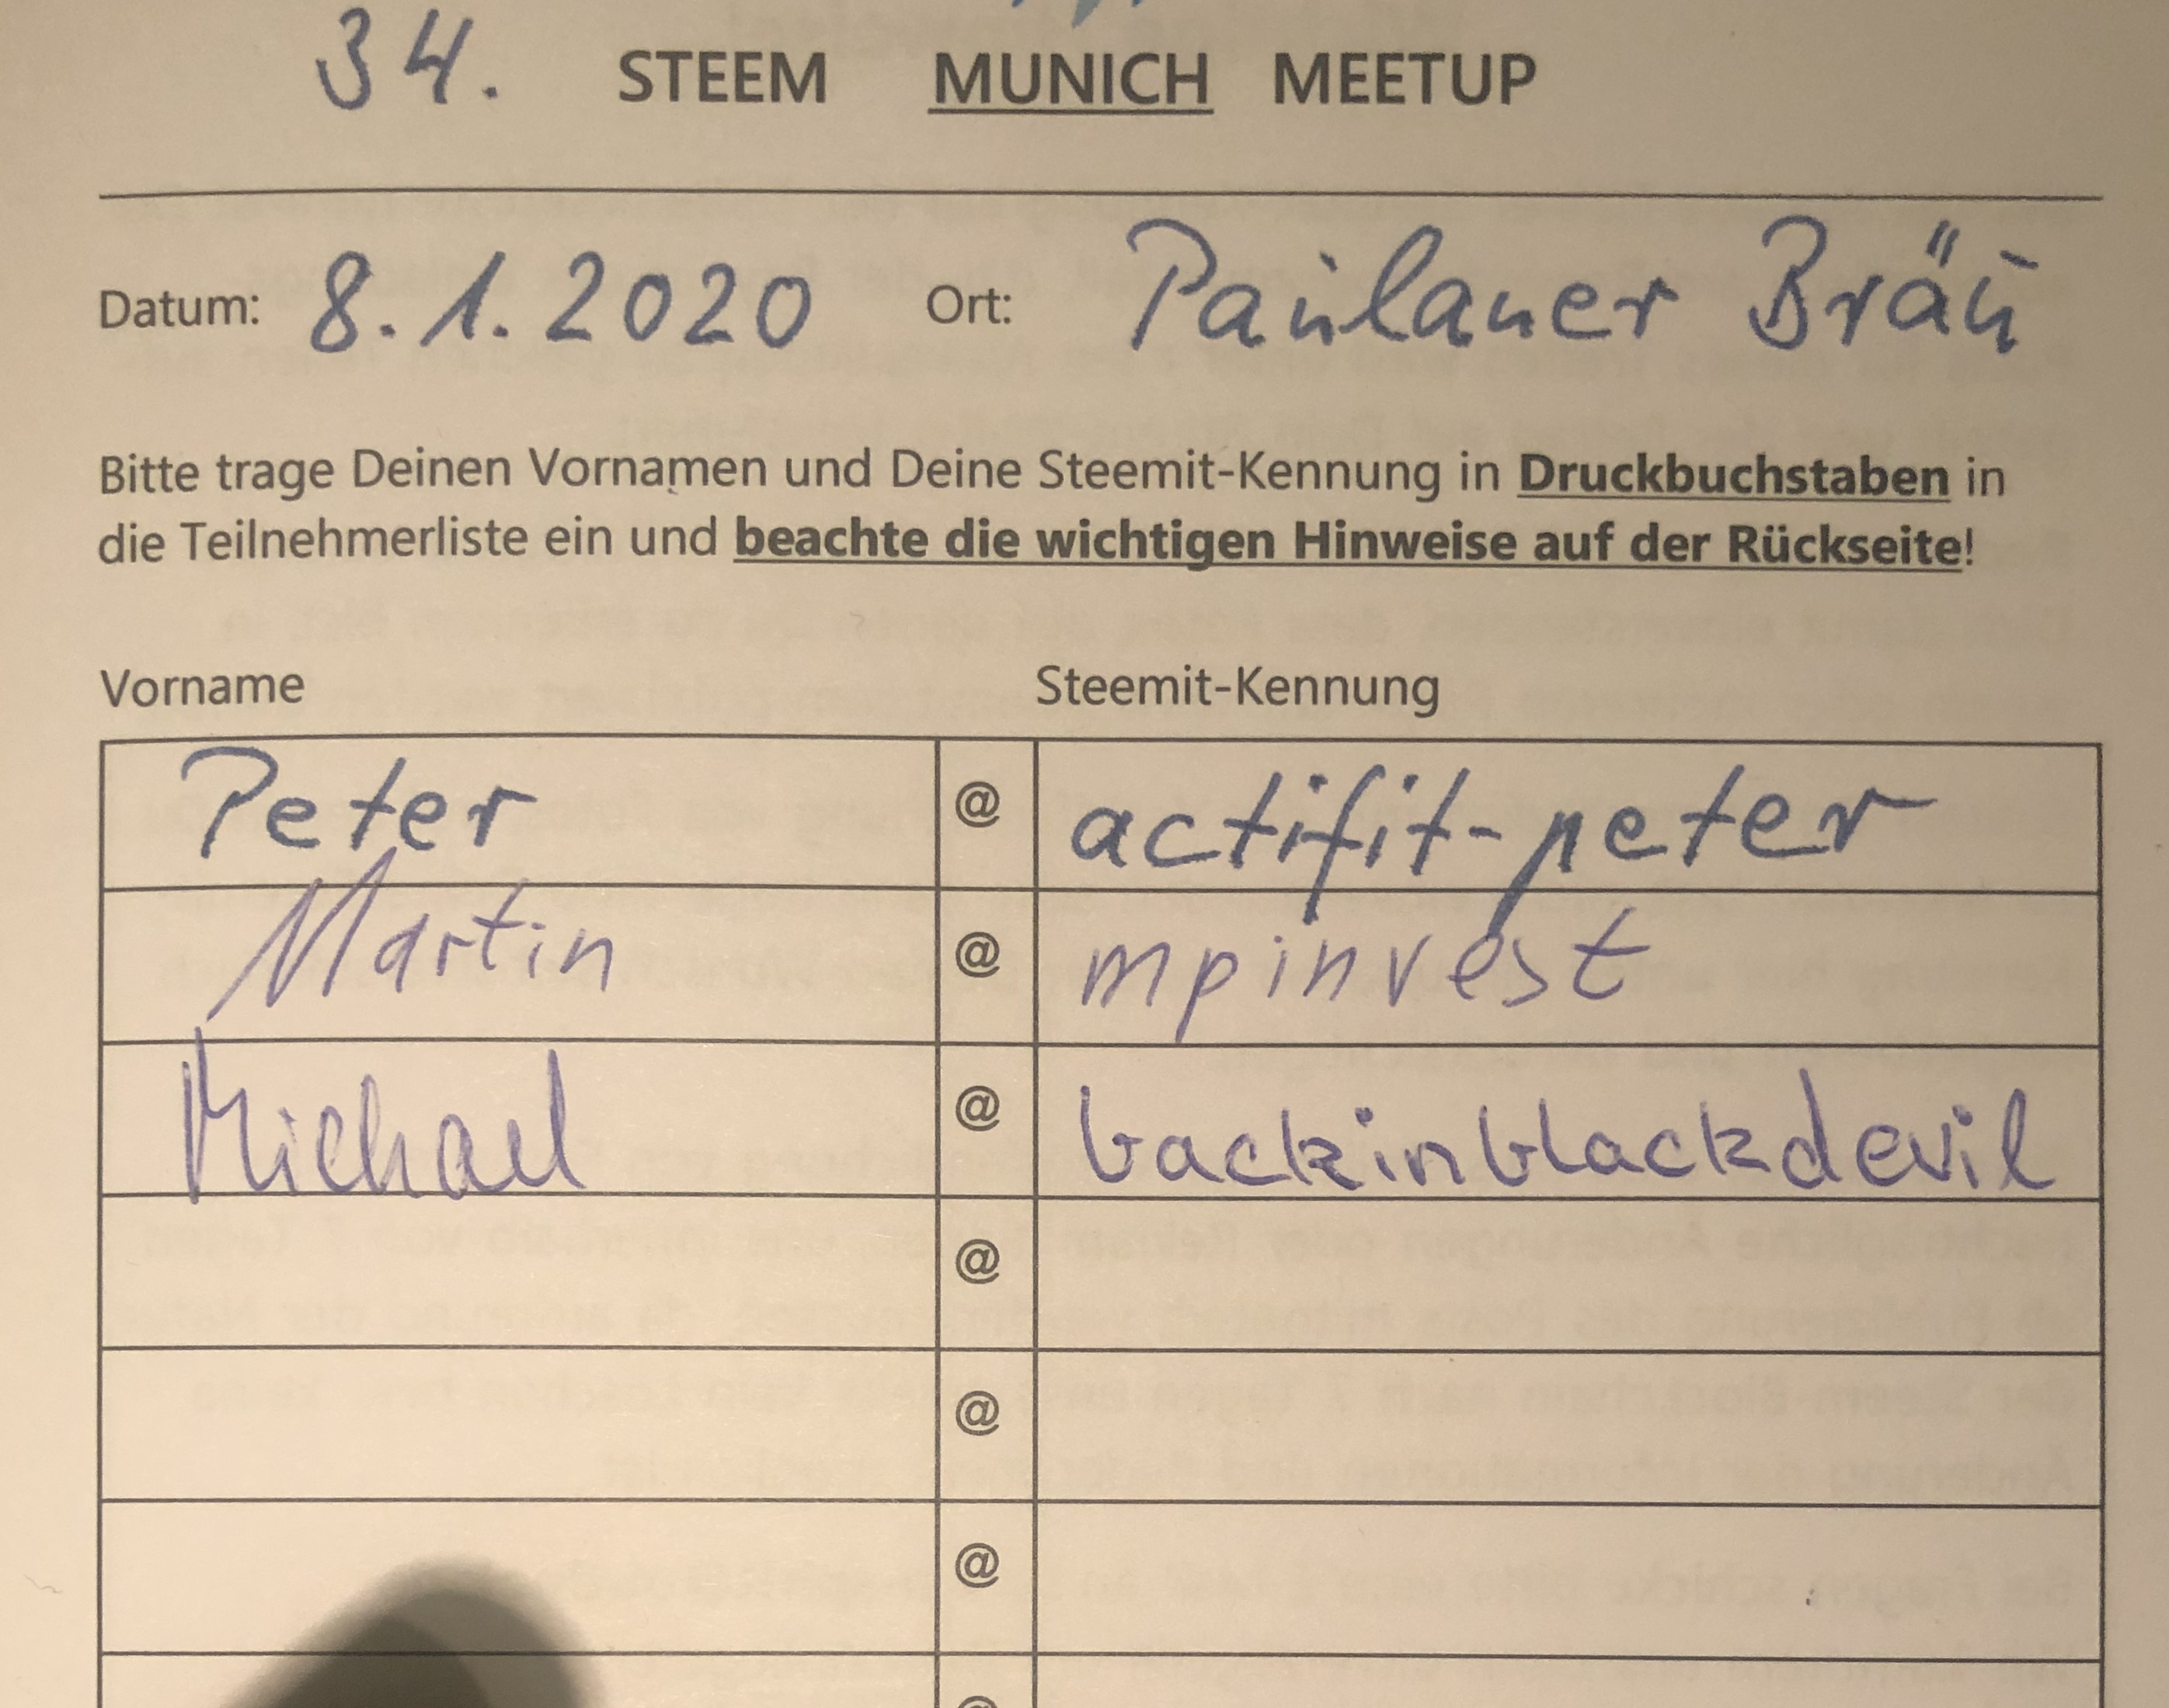 34. STEEM MUNICH MEETUP
Datum: 8.1.2020 Ort: Paulaner Bräu
Bitte trage Deinen Vornamen und Deine Steemit-Kennung in Druckbuchstaben in
die Teilnehmerliste ein und beachte die wichtigen Hinweise auf der Rückseite!
Vorname Steemit-Kennung
Peter @ actifit-peter
Martin @ mpinvest
Michael @ backinblackdevil
@
@
@
@